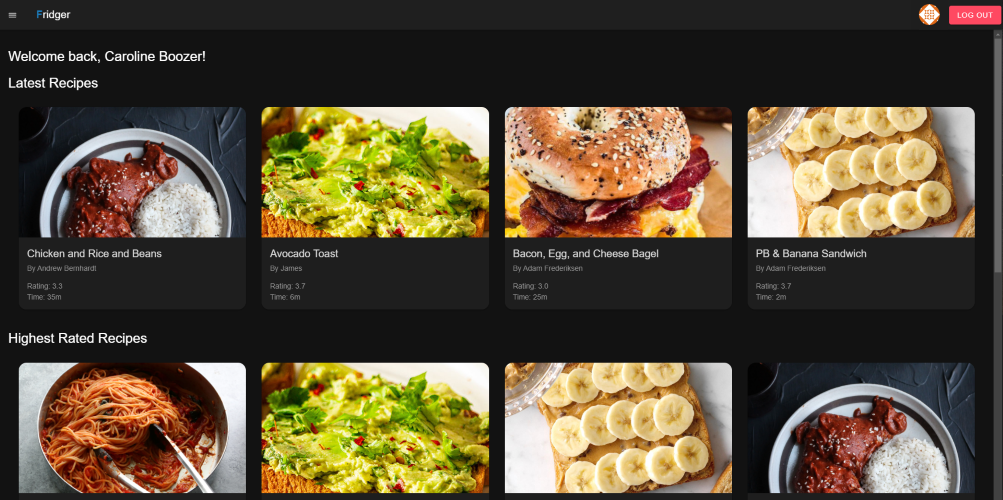 Fridger
LOG OUT
Welcome back, Caroline Boozer!
Latest Recipes
Chicken and Rice and Beans
By Andrew Bernhardt
Rating: 3.3
Time: 35m
Avocado Toast
By James
Rating: 3.7
Time: 6m
Bacon, Egg, and Cheese Bagel
By Adam Frederiksen
Rating: 3.0
Time: 25m
PB & Banana Sandwich
By Adam Frederiksen
Rating: 3.7
Time: 2m
Highest Rated Recipes